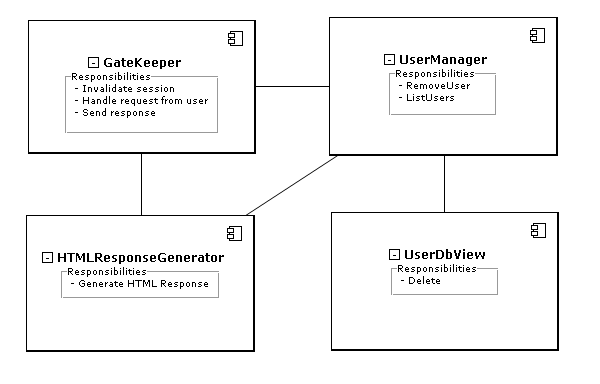 GateKeeper
Responsibilities
- Invalidate session
- Handle request from user
- Send response
UserManager
Responsibilities
- RemoveUser
- ListUsers
HTMLResponseGenerator
Responsibilities
- Generate HTML Response
UserDbView
Responsibilities
- Delete